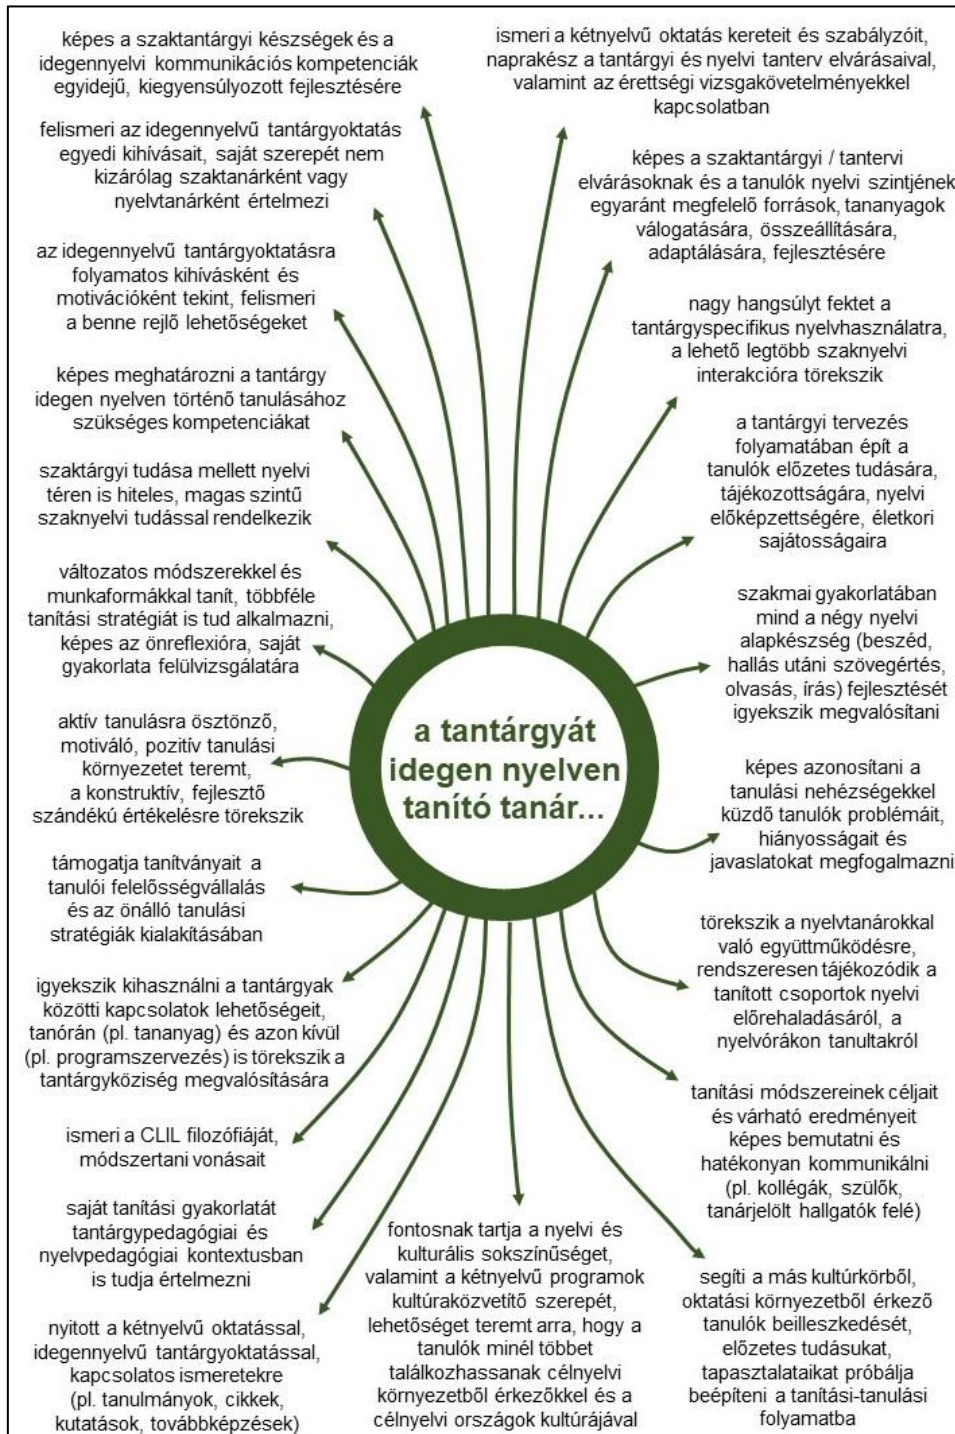 képes a szaktantárgyi készségek és a
idegennyelvi kommunikációs kompetenciák
egyidejű, kiegyensúlyozott fejlesztésére
felismeri az idegennyelvű tantárgyoktatás
egyedi kihívásait, saját szerepét nem
kizárólag szaktanárként vagy
nyelvtanárként értelmezi
az idegennyelvű tantárgyoktatásra
folyamatos kihívásként és
motivációként tekint, felismeri
a benne rejlő lehetőségeket
képes meghatározni a tantárgy
idegen nyelven történő tanulásához
szükséges kompetenciákat
szaktárgyi tudása mellett nyelvi
téren is hiteles, magas szintű
szaknyelvi tudással rendelkezik
változatos módszerekkel és
munkaformákkal tanít, többféle
tanítási stratégiát is tud alkalmazni,
képes az önreflexióra, saját
gyakorlata felülvizsgálatára
aktív tanulásra ösztönző,
motiváló, pozitív tanulási
környezetet teremt,
a konstruktív, fejlesztő
szándékú értékelésre törekszik
támogatja tanítványait a
tanulói felelősségvállalás
és az önálló tanulási
stratégiák kialakításában
igyekszik kihasználni a tantárgyak
közötti kapcsolatok lehetőségeit,
tanórán (pl. tananyag) és azon kívül
(pl. programszervezés) is törekszik a
tantárgyköziség megvalósítására
ismeri a CLIL filozófiáját,
módszertani vonásait
saját tanítási gyakorlatát
tantárgypedagógiai és
nyelvpedagógiai kontextusban
is tudja értelmezni
nyitott a kétnyelvű oktatással,
idegennyelvű tantárgyoktatással,
kapcsolatos ismeretekre
(pl. tanulmányok, cikkek,
kutatások, továbbképzések)
a tantárgyát
idegen nyelven
tanító tanár...
fontosnak tartja a nyelvi és
kulturális sokszínűséget,
valamint a kétnyelvű programok
kultúraközvetítő szerepét,
lehetőséget teremt arra, hogy a
tanulók minél többet
találkozhassanak célnyelvi
környezetből érkezőkkel és a
célnyelvi országok kultúrájával
ismeri a kétnyelvű oktatás kereteit és szabályzóit,
naprakész a tantárgyi és nyelvi tanterv elvárásaival,
valamint az érettségi vizsgakövetelményekkel
kapcsolatban
képes a szaktantárgyi / tantervi
elvárásoknak és a tanulók nyelvi szintjének
egyaránt megfelelő források, tananyagok
válogatására, összeállítására,
adaptálására, fejlesztésére
nagy hangsúlyt fektet a
tantárgyspecifikus nyelvhasználatra,
a lehető legtöbb szaknyelvi
interakcióra törekszik
a tantárgyi tervezés
folyamatában épít a
tanulók előzetes tudására,
tájékozottságára, nyelvi
előképzettségére, életkori
sajátosságaira
szakmai gyakorlatában
mind a négy nyelvi
alapkészség (beszéd,
hallás utáni szövegértés,
olvasás, írás) fejlesztését
igyekszik megvalósítani
képes azonosítani a
tanulási nehézségekkel
küzdő tanulók problémáit,
hiányosságait és
javaslatokat megfogalmazni
törekszik a nyelvtanárokkal
való együttműködésre,
rendszeresen tájékozódik a
tanított csoportok nyelvi
előrehaladásáról, a
nyelvórákon tanultakról
tanítási módszereinek céljait
és várható eredményeit
képes bemutatni és
hatékonyan kommunikálni
(pl. kollégák, szülők,
tanárjelölt hallgatók felé)
segíti a más kultúrkörből,
oktatási környezetből érkező
tanulók beilleszkedését,
előzetes tudásukat,
tapasztalataikat próbálja
beépíteni a tanítási-tanulási
folyamatba